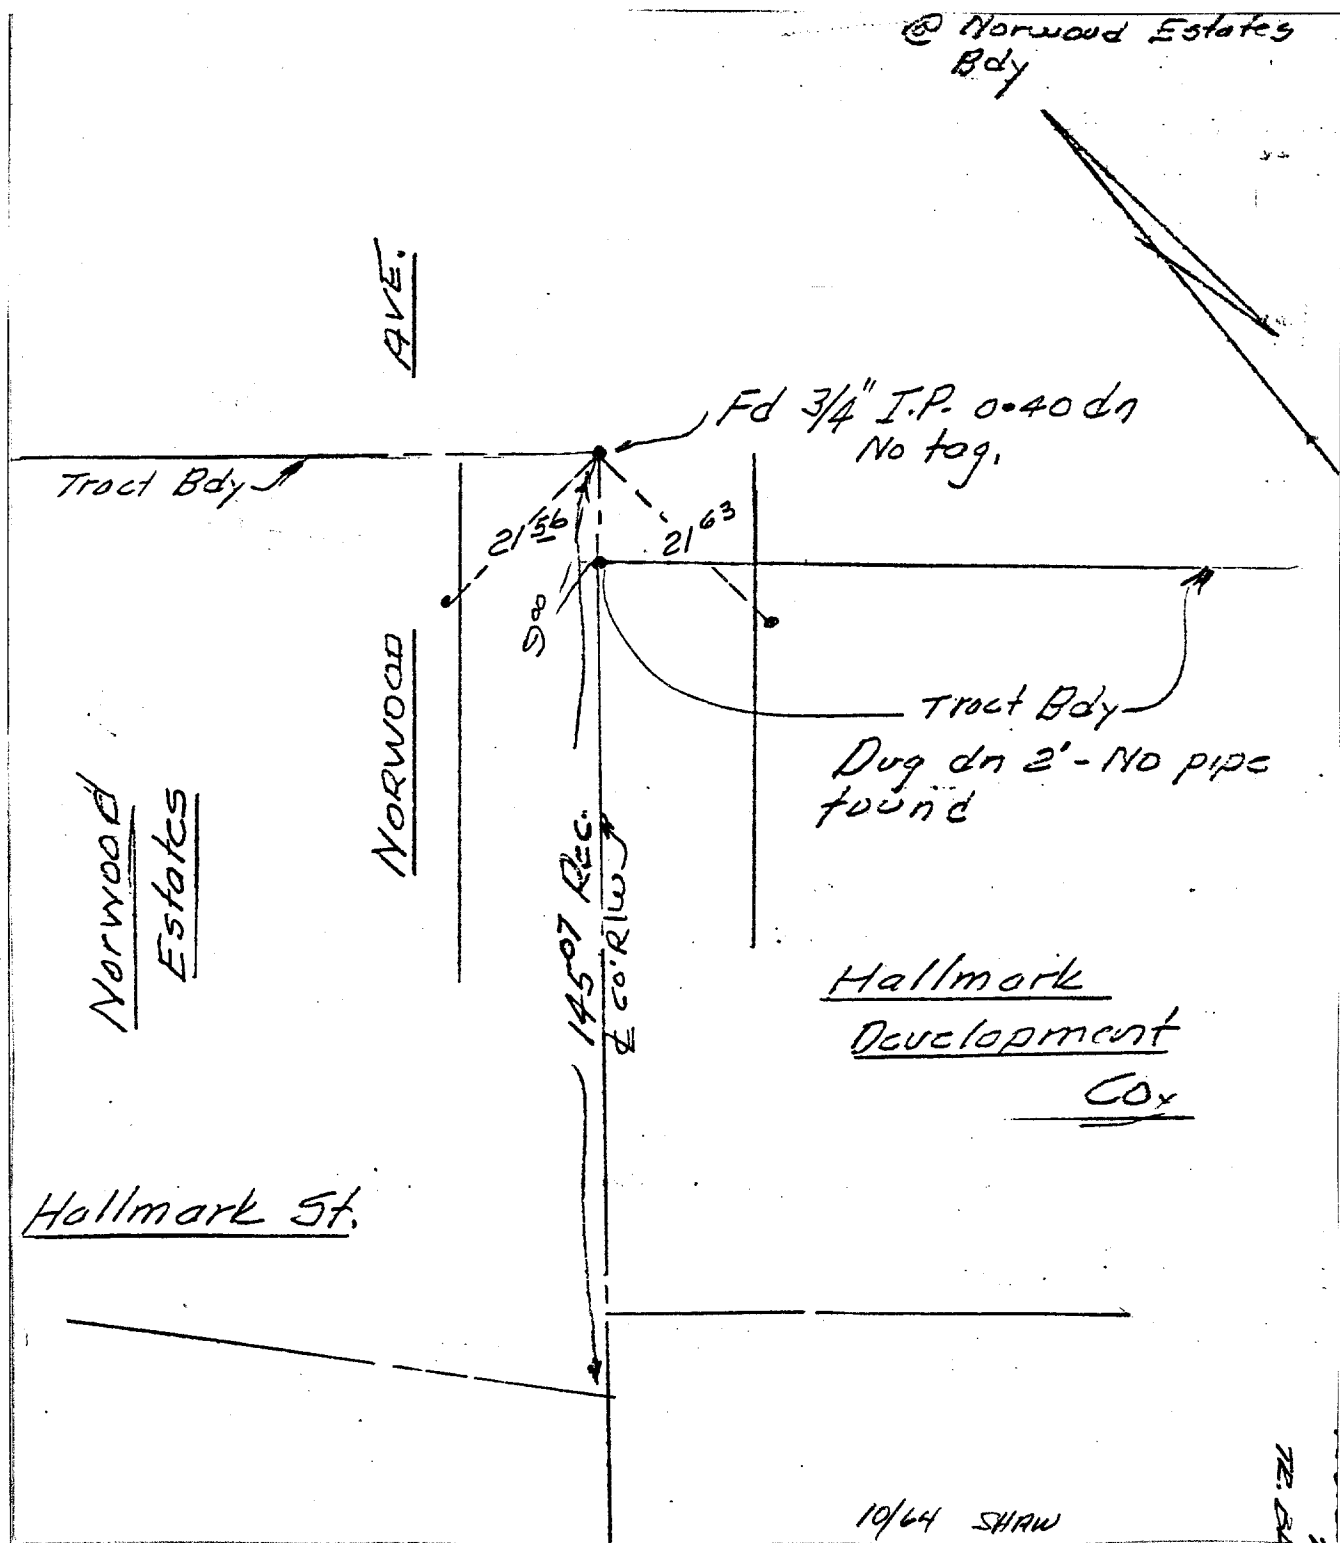 @ Norwood Estates
Bdy
AVE.
Fd 3/4" I.P. 0.40 dn
No tag.
Tract Bdy
21 56
21 63
NORWOOD
Tract Bdy
Dug dn 2' - No pipe
found
Norwood
Estates
145 07 Rec.
Hallmark
Development
Hallmark St.
10/64 SHAW